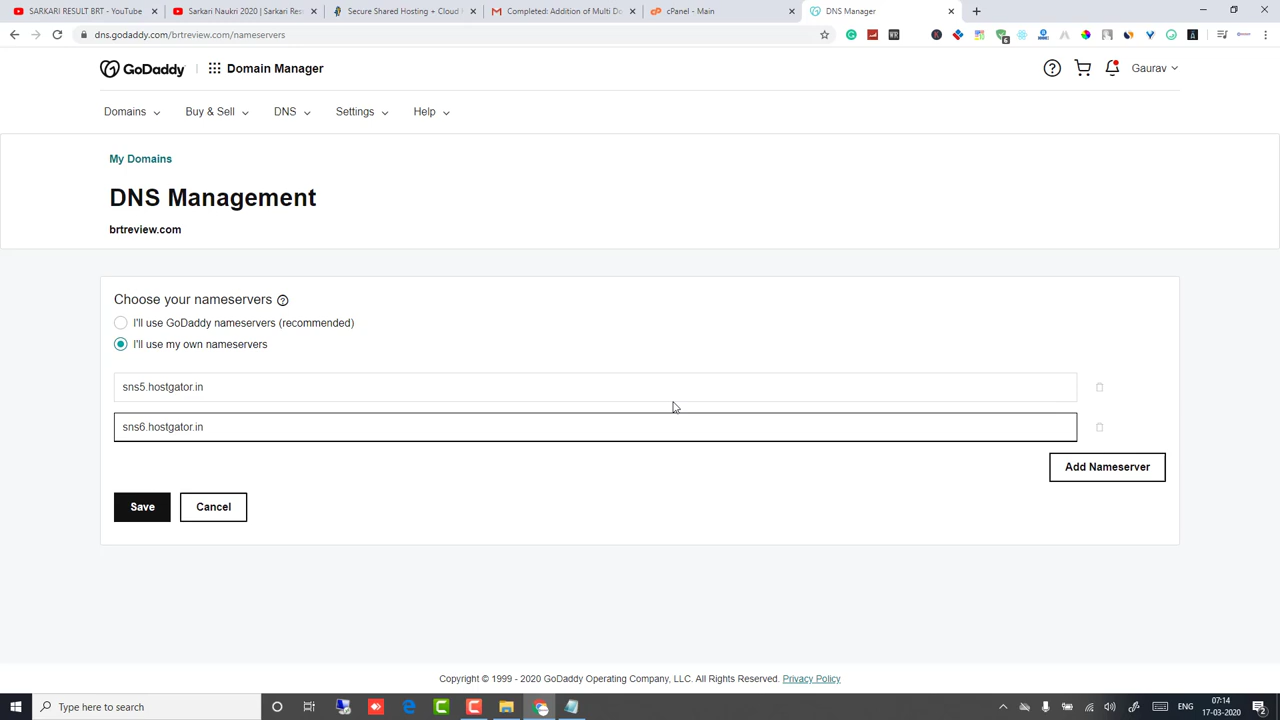 SARKARI RESULT BRT - YouTube
Sarkari Naukri 2020 | Sarkari Resu
Secure Shared Hosting + Cloud
Completed: Addition of Multi Do
cPanel - Main
DNS Manager
dns.godaddy.com/brtreview.com/nameservers
GoDaddy
Domain Manager
Gaurav
Domains
Buy & Sell
DNS
Settings
Help
My Domains
DNS Management
brtreview.com
Choose your nameservers
I'll use GoDaddy nameservers (recommended)
I'll use my own nameservers
sns5.hostgator.in
sns6.hostgator.in
Add Nameserver
Save
Cancel
Copyright © 1999 - 2020 GoDaddy Operating Company, LLC. All Rights Reserved. Privacy Policy
Type here to search
ENG
07:14
17-03-2020